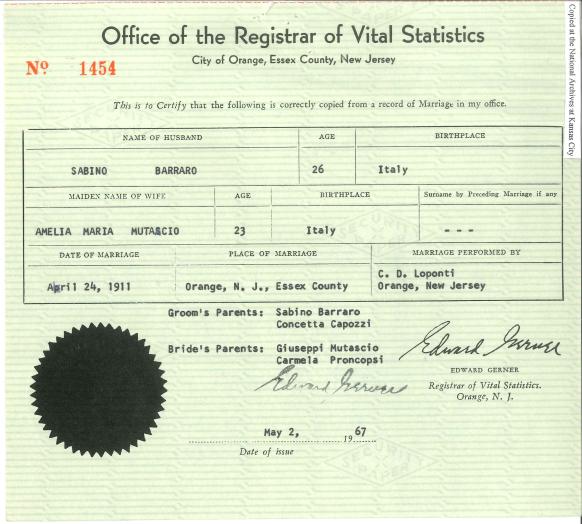 Office of the Registrar of Vital Statistics
City of Orange, Essex County, New Jersey
Nº 1454
This is to Certify that the following is correctly copied from a record of Marriage in my office.
NAME OF HUSBAND AGE BIRTHPLACE
SABINO BARRARO 26 Italy
MAIDEN NAME OF WIFE AGE BIRTHPLACE Surname by Preceding Marriage if any
AMELIA MARIA MUTASCIO 23 Italy - - -
DATE OF MARRIAGE PLACE OF MARRIAGE MARRIAGE PERFORMED BY
April 24, 1911 Orange, N. J., Essex County C. D. Loponti
Orange, New Jersey
Groom's Parents: Sabino Barraro
Concetta Capozzi
Bride's Parents: Giuseppi Mutascio
Carmela Proncopsi
Edward Gerner
Edward Gerner
EDWARD GERNER
Registrar of Vital Statistics.
Orange, N. J.
May 2, 1967
Date of issue
Copied at the National Archives at Kansas City